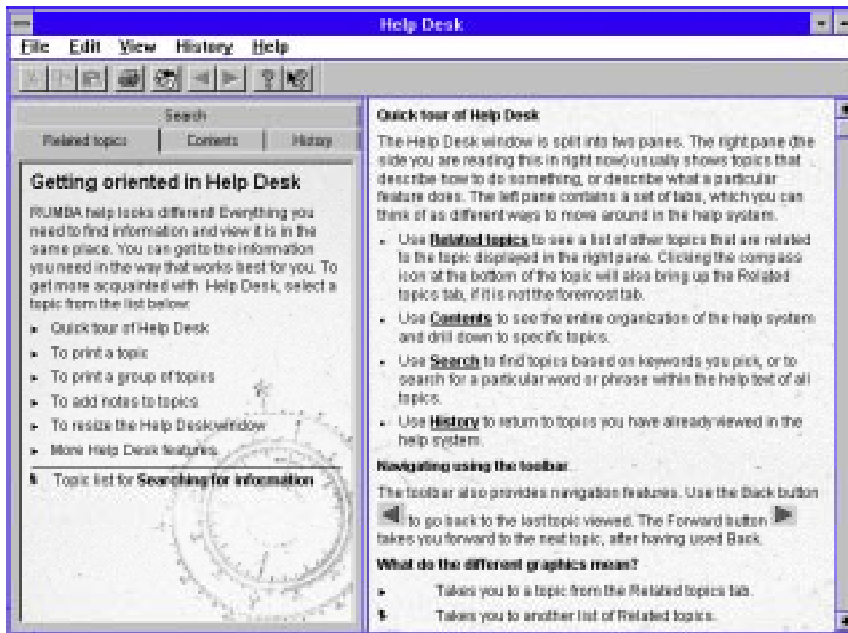 Help Desk
File Edit View History Help
Search
Related topics Contents History
Getting oriented in Help Desk
RUMBA help looks different! Everything you
need to find information and view it is in the
same place. You can get to the information
you need in the way that works best for you. To
get more acquainted with Help Desk, select a
topic from the list below:
Quick tour of Help Desk
To print a topic
To print a group of topics
To add notes to topics
To resize the Help Desk window
More Help Desk features
Topic list for Searching for information
Quick tour of Help Desk
The Help Desk window is split into two panes. The right pane (the
side you are reading this in right now) usually shows topics that
describe how to do something, or describe what a particular
feature does. The left pane contains a set of tabs, which you can
think of as different ways to move around in the help system.
Use Related topics to see a list of other topics that are related
to the topic displayed in the right pane. Clicking the compass
icon at the bottom of the topic will also bring up the Related
topics tab, if it is not the foremost tab.
Use Contents to see the entire organization of the help system
and drill down to specific topics.
Use Search to find topics based on keywords you pick, or to
search for a particular word or phrase within the help text of all
topics.
Use History to return to topics you have already viewed in the
help system.
Navigating using the toolbar
The toolbar also provides navigation features. Use the Back button
to go back to the last topic viewed. The Forward button
takes you forward to the next topic, after having used Back.
What do the different graphics mean?
Takes you to a topic from the Related topics tab.
Takes you to another list of Related topics.